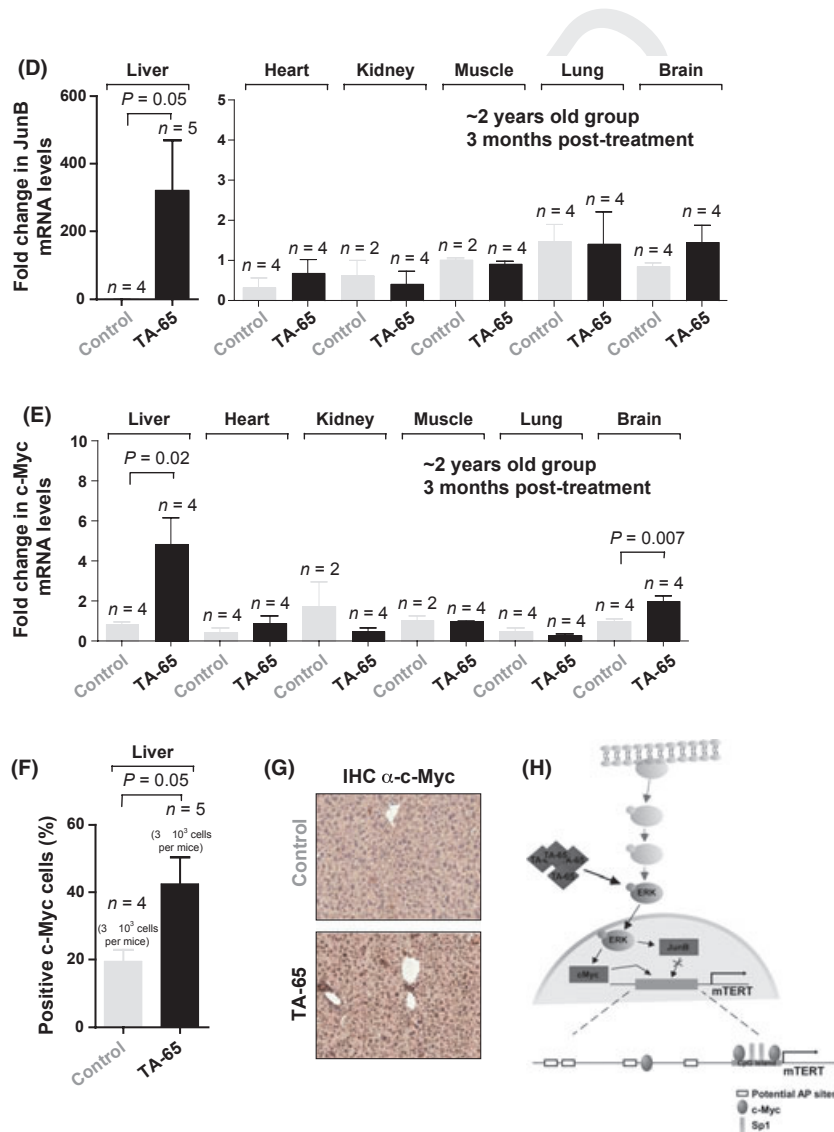 (D)
Liver
Heart
Kidney
Muscle
Lung
Brain
Fold change in JunB
mRNA levels
600
400
200
0
P = 0.05
n = 5
n = 4
Control
TA-65
5
4
3
2
1
0
~2 years old group
3 months post-treatment
n = 4
n = 4
n = 2
n = 4
n = 2
n = 4
n = 4
n = 4
n = 4
n = 4
Control
TA-65
Control
TA-65
Control
TA-65
Control
TA-65
Control
TA-65
(E)
Liver
Heart
Kidney
Muscle
Lung
Brain
Fold change in c-Myc
mRNA levels
10
8
6
4
2
0
~2 years old group
3 months post-treatment
P = 0.02
P = 0.007
n = 4
n = 4
n = 4
n = 4
n = 2
n = 4
n = 2
n = 4
n = 4
n = 4
n = 4
n = 4
Control
TA-65
Control
TA-65
Control
TA-65
Control
TA-65
Control
TA-65
Control
TA-65
(F)
Liver
P = 0.05
n = 5
(3 10³ cells
per mice)
n = 4
(3 10³ cells
per mice)
Positive c-Myc cells (%)
60
40
20
0
Control
TA-65
(G)
IHC α-c-Myc
Control
TA-65
(H)
TA-65
TA-65
ERK
ERK
JunB
cMyc
mTERT
CpG island
mTERT
Potential AP sites
c-Myc
Sp1